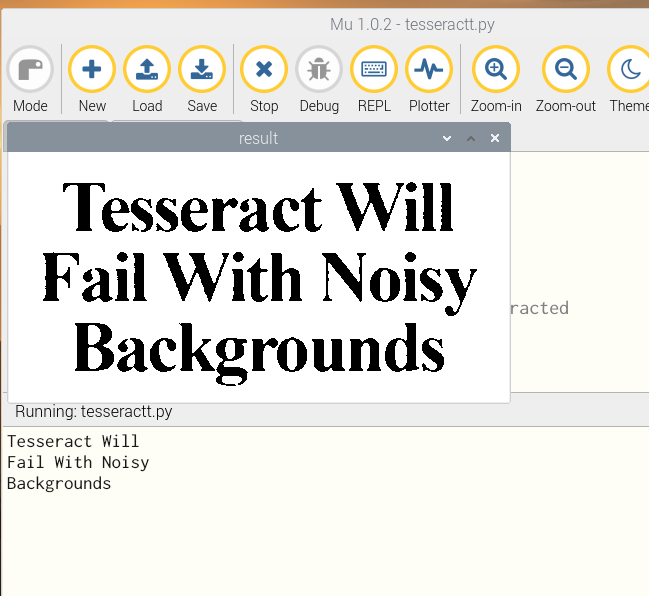 Mu 1.0.2 - tesseractt.py
Mode
New
Load
Save
Stop
Debug
REPL
Plotter
Zoom-in
Zoom-out
Theme
result
Tesseract Will
Fail With Noisy
Backgrounds
racted
Running: tesseractt.py
Tesseract Will
Fail With Noisy
Backgrounds